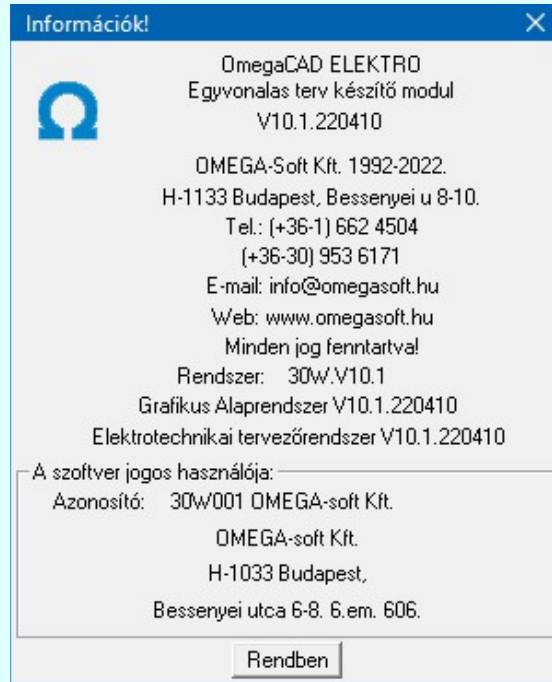 Információk!
OmegaCAD ELEKTRO
Egyvonalas terv készítő modul
V10.1.220410
OMEGA-Soft Kft. 1992-2022.
H-1133 Budapest, Bessenyei u 8-10.
Tel.: (+36-1) 662 4504
(+36-30) 953 6171
E-mail: info@omegasoft.hu
Web: www.omegasoft.hu
Minden jog fenntartva!
Rendszer: 30W.V10.1
Grafikus Alaprendszer V10.1.220410
Elektrotechnikai tervezőrendszer V10.1.220410
A szoftver jogos használója:
Azonosító: 30W001 OMEGA-soft Kft.
OMEGA-soft Kft.
H-1033 Budapest,
Bessenyei utca 6-8. 6.em. 606.
Rendben